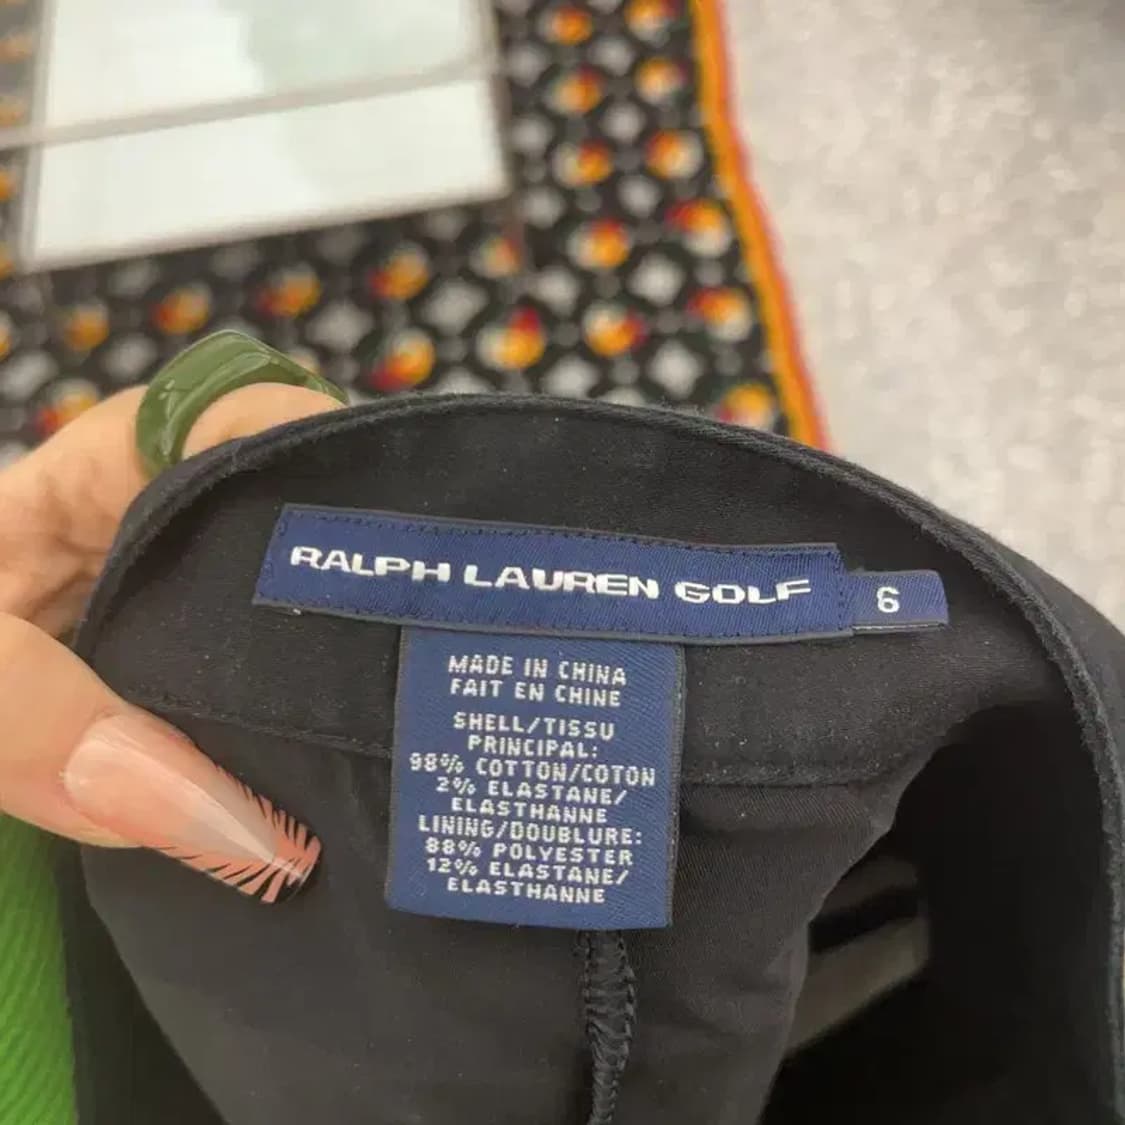 RALPH LAUREN GOLF
6
MADE IN CHINA
FAIT EN CHINE
SHELL/TISSU
PRINCIPAL:
98% COTTON/COTON
2% ELASTANE/
ELASTHANNE
LINING/DOUBLURE:
88% POLYESTER
12% ELASTANE/
ELASTHANNE